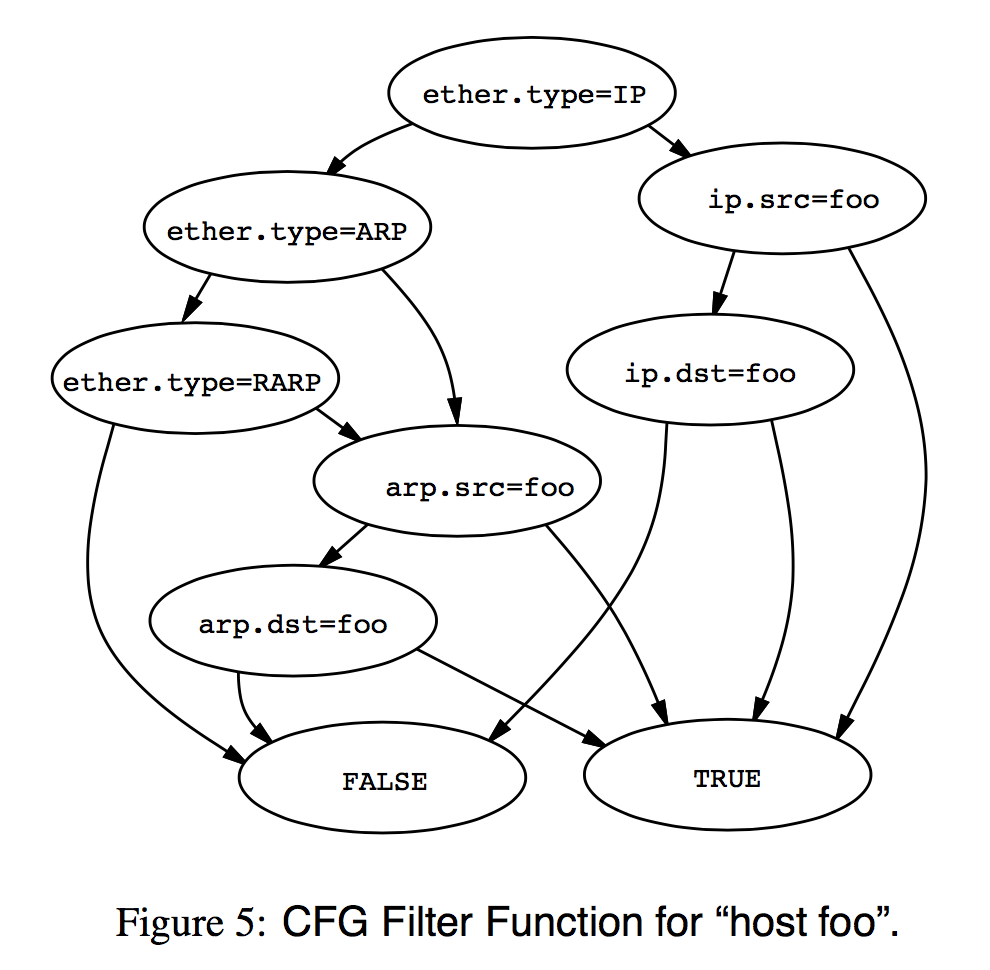 ether.type=IP
ip.src=foo
ether.type=ARP
ip.dst=foo
ether.type=RARP
arp.src=foo
arp.dst=foo
FALSE
TRUE
Figure 5: CFG Filter Function for “host foo”.